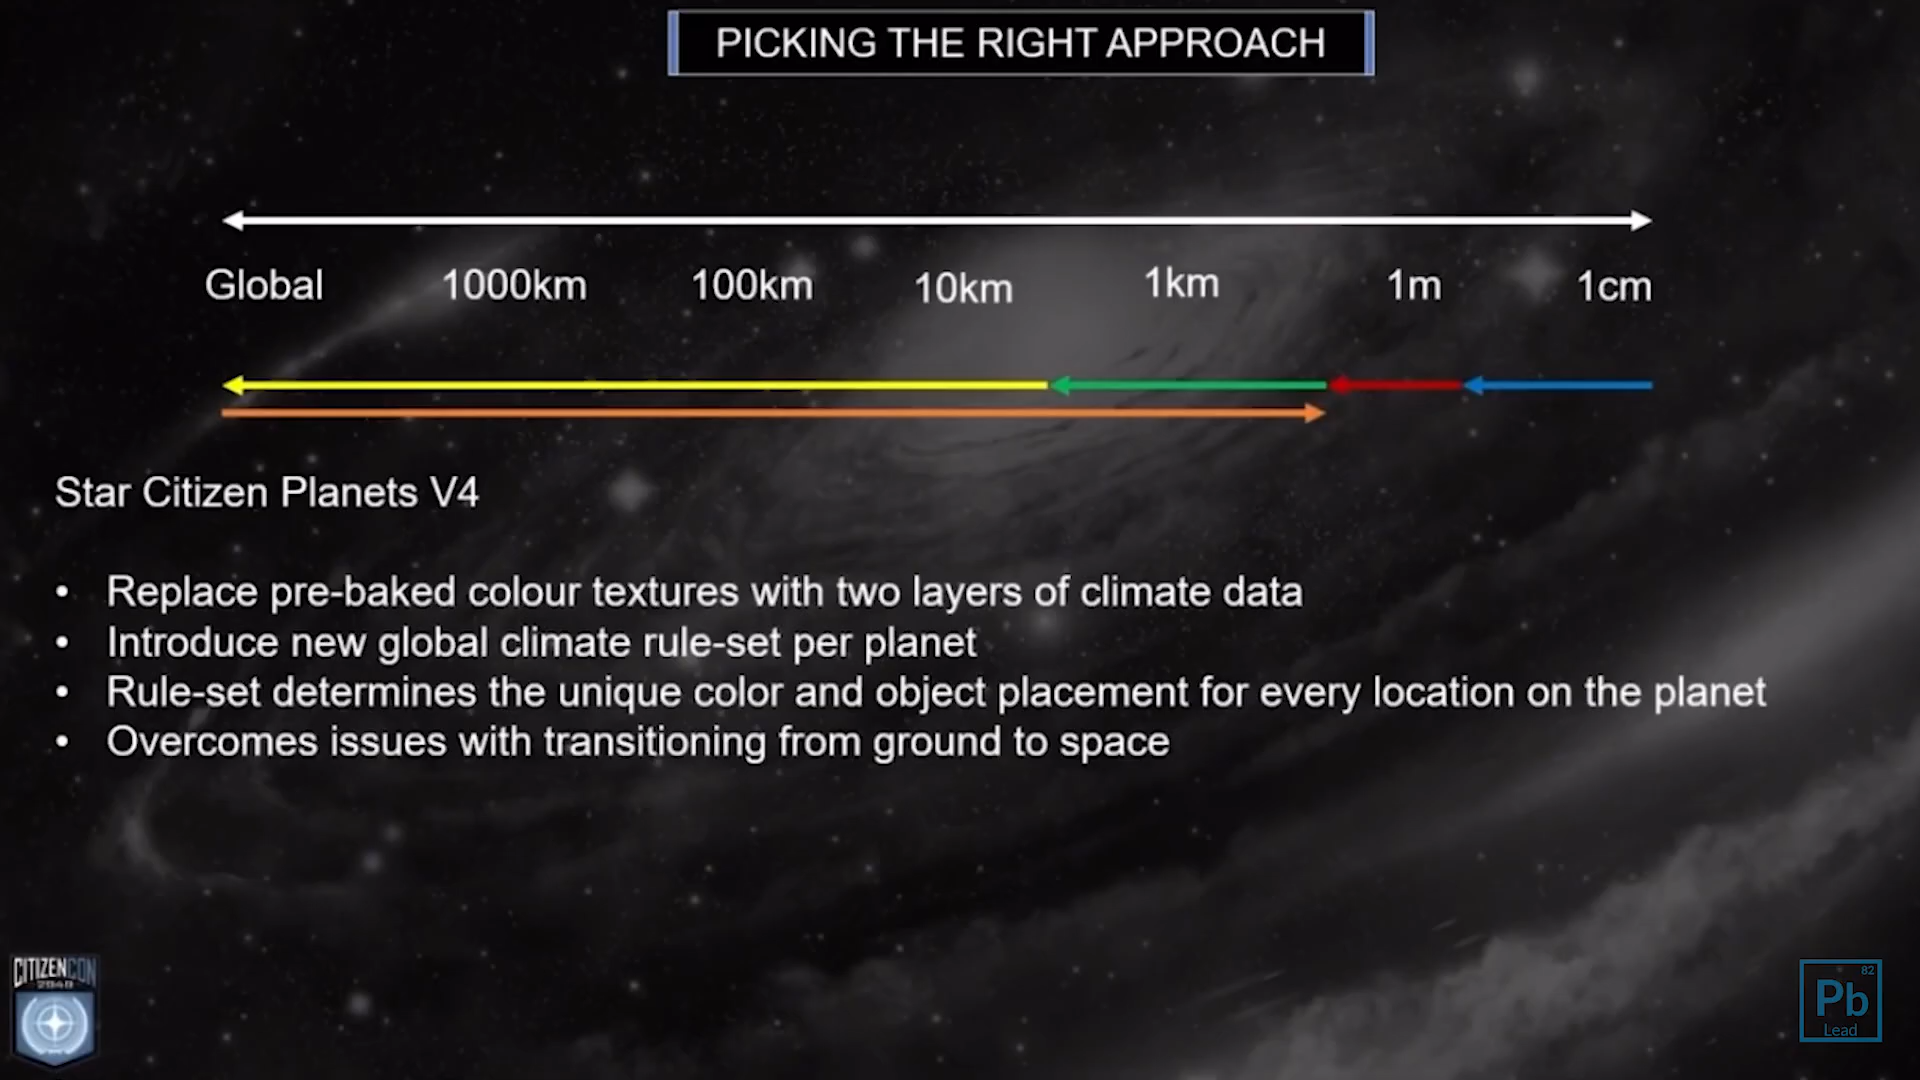 PICKING THE RIGHT APPROACH
Global 1000km 100km 10km 1km 1m 1cm
Star Citizen Planets V4
• Replace pre-baked colour textures with two layers of climate data
• Introduce new global climate rule-set per planet
• Rule-set determines the unique color and object placement for every location on the planet
• Overcomes issues with transitioning from ground to space
CITIZENCON
2949
82
Pb
Lead